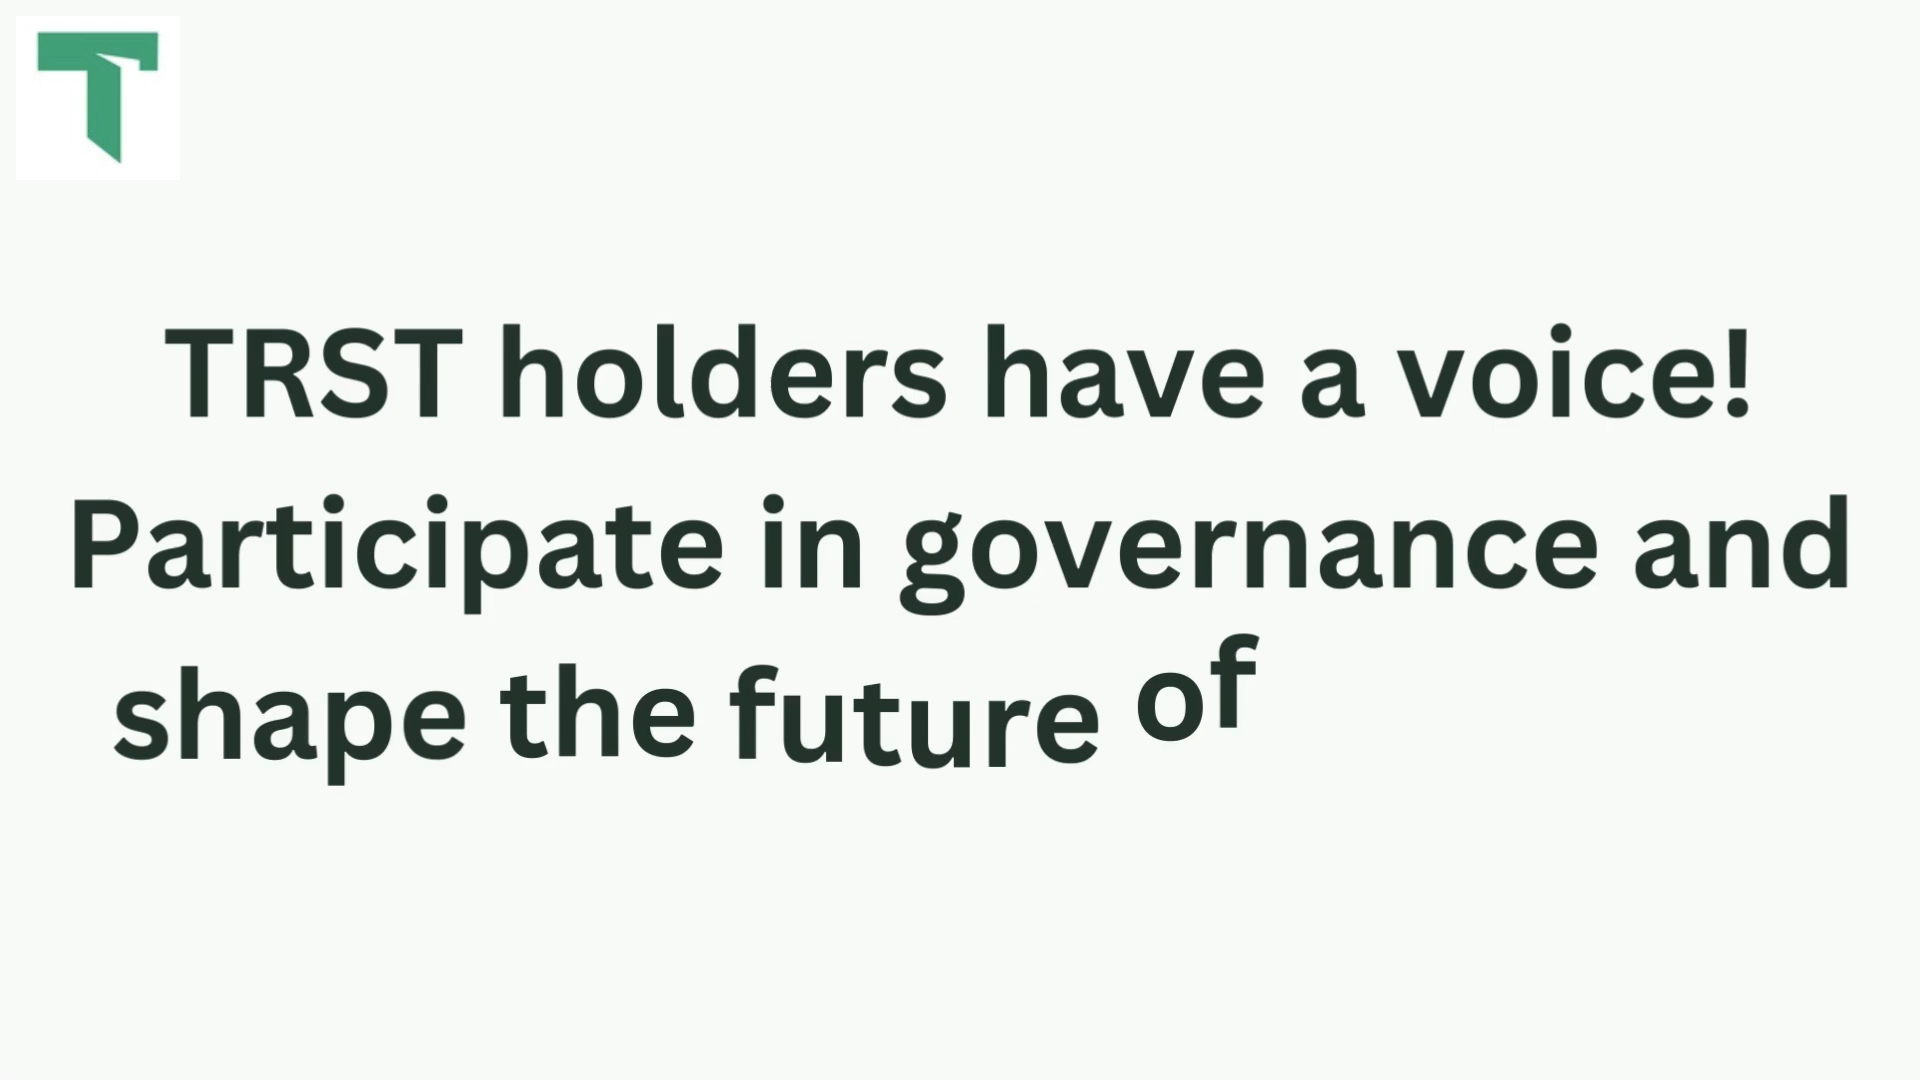 TRST holders have a voice!
Participate in governance and
shape the future of